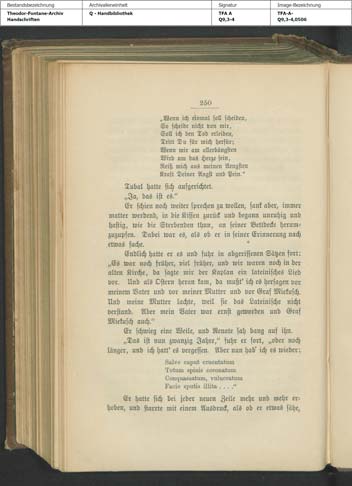 Bestandsbezeichnung
Archivalieneinheit
Signatur
Image-Bezeichnung
Theodor-Fontane-Archiv
Handschriften
Q - Handbibliothek
TFA A
Q9,3-4
TFA-A-
Q9,3-4,0506
250
„Wenn ich einmal soll scheiden,
So scheide nicht von mir,
Soll ich den Tod erleiden,
Tritt Du für mich herfür;
Wenn mir am allerbängsten
Wird um das Herze sein,
Reiß mich aus meinen Aengsten
Kraft Deiner Angst und Pein."
Tubal hatte sich aufgerichtet.
„Ja, das ist es."
Er schien noch weiter sprechen zu wollen, sank aber, immer
matter werdend, in die Kissen zurück und begann unruhig und
hastig, wie die Sterbenden thun, an seiner Bettdecke herum-
zuzupfen. Dabei war es, als ob er in seiner Erinnerung nach
etwas suche.
Endlich hatte er es und fuhr in abgerissenen Sätzen fort:
„Es war noch früher, viel früher, und wir waren noch in der
alten Kirche, da sagte mir der Kaplan ein lateinisches Lied
vor. Und als Ostern heran kam, da mußt' ich es hersagen vor
meinem Vater und vor meiner Mutter und vor Graf Miekusch.
Und meine Mutter lachte, weil sie das Lateinische nicht
verstand. Aber mein Vater war ernst geworden und Graf
Miekusch auch."
Er schwieg eine Weile, und Renate sah bang auf ihn.
„Das ist nun zwanzig Jahre," fuhr er fort, „oder noch
länger, und ich hatt' es vergessen. Aber nun hab' ich es wieder:
Salve caput cruentatum
Totum spinis coronatum
Conquassatum, vulneratum
Facie sputis illita . . . ."
Er hatte sich bei jeder neuen Zeile mehr und mehr er-
hoben, und starrte mit einem Ausdruck, als ob er etwas sähe,